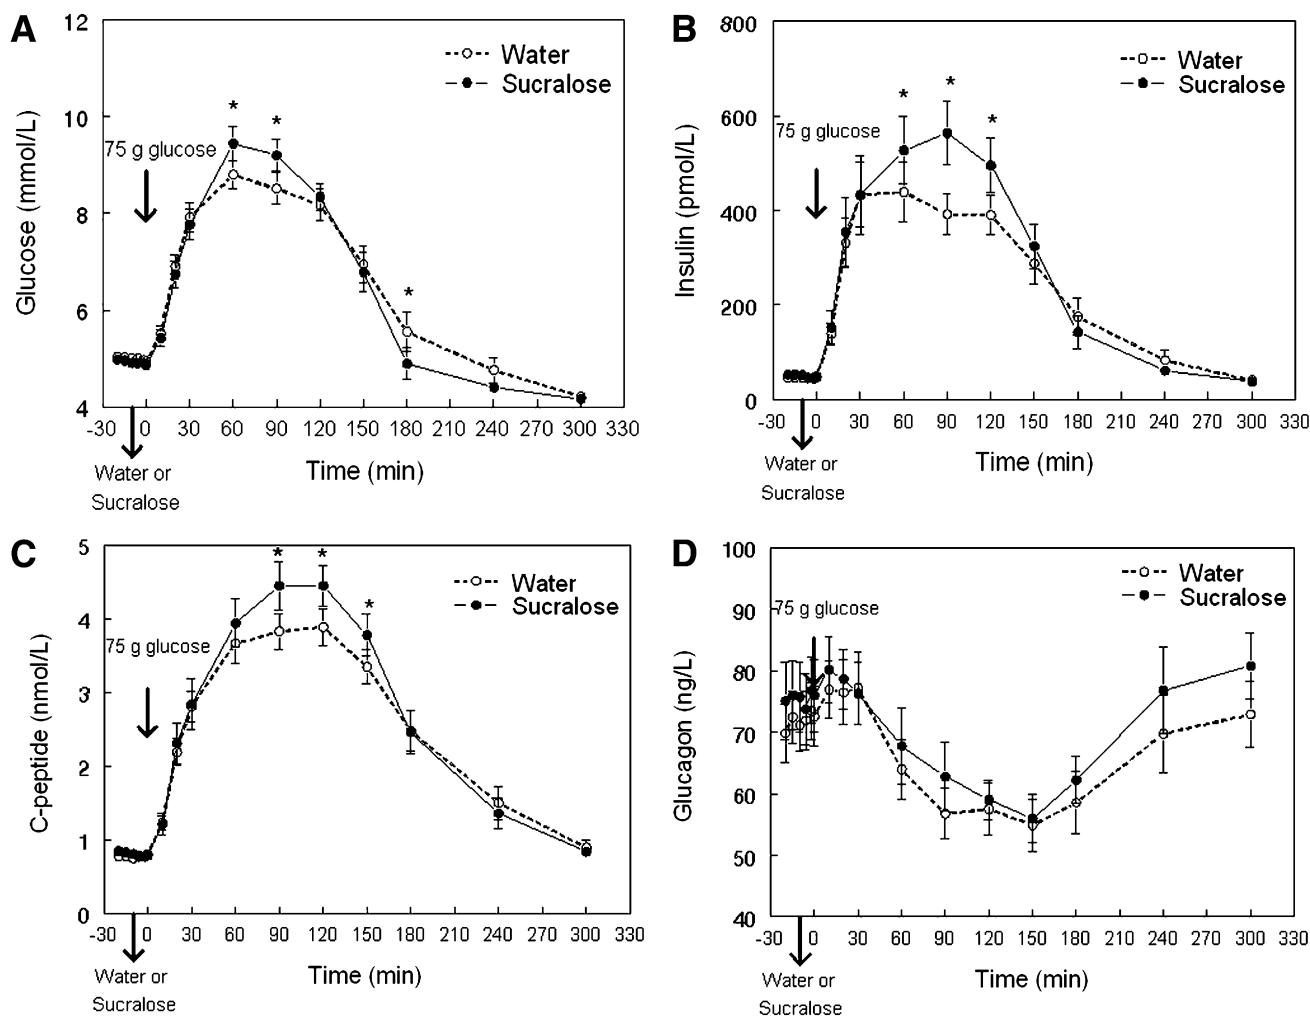 A
12
10
8
6
4
Glucose (mmol/L)
Water
Sucralose
75 g glucose
*
*
*
-30 0 30 60 90 120 150 180 210 240 270 300 330
Water or
Sucralose
Time (min)
B
800
600
400
200
0
Insulin (pmol/L)
Water
Sucralose
75 g glucose
*
*
*
-30 0 30 60 90 120 150 180 210 240 270 300 330
Water or
Sucralose
Time (min)
C
5
4
3
2
1
0
C-peptide (nmol/L)
Water
Sucralose
75 g glucose
*
*
*
-30 0 30 60 90 120 150 180 210 240 270 300 330
Water or
Sucralose
Time (min)
D
100
90
80
70
60
50
40
Glucagon (ng/L)
Water
Sucralose
75 g glucose
-30 0 30 60 90 120 150 180 210 240 270 300 330
Water or
Sucralose
Time (min)